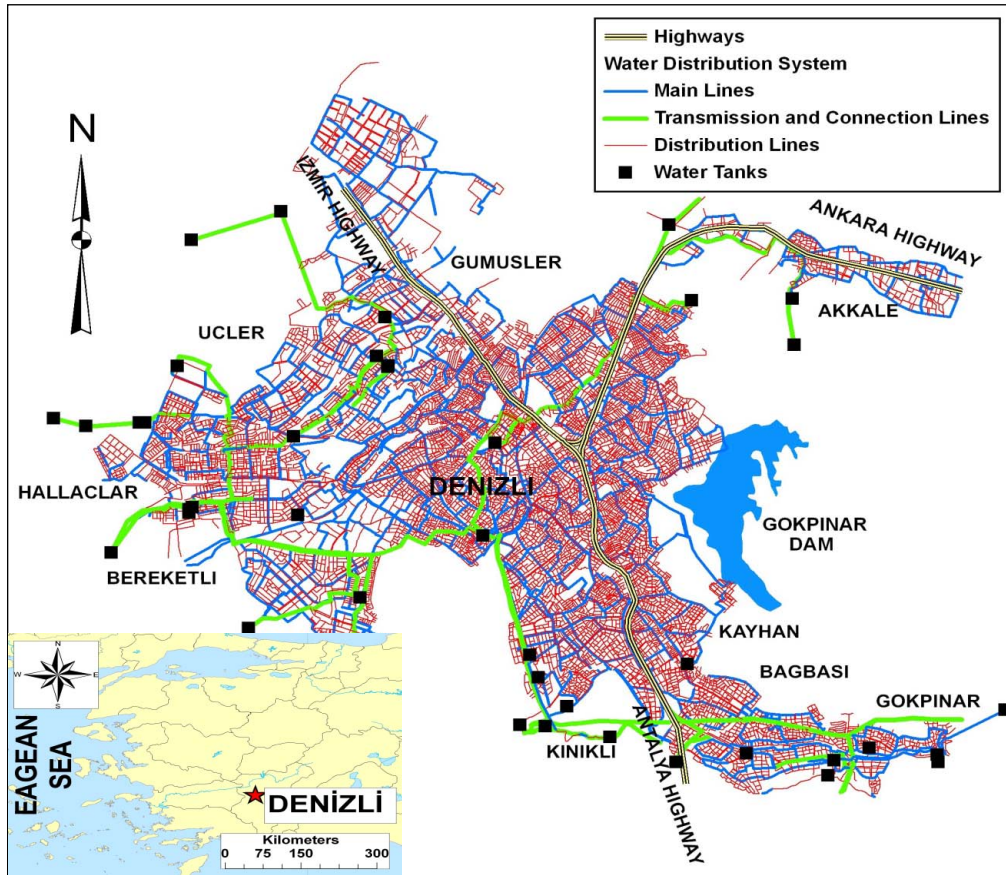 Highways
Water Distribution System
Main Lines
Transmission and Connection Lines
Distribution Lines
Water Tanks
N
IZMIR HIGHWAY
GUMUSLER
ANKARA HIGHWAY
AKKALE
UCLER
HALLACLAR
DENIZLI
GOKPINAR
DAM
BEREKETLI
KAYHAN
BAGBASI
GOKPINAR
KINIKLI
ANTALYA HIGHWAY
N
W
E
S
EAGEAN
SEA
DENİZLİ
Kilometers
0 75 150 300